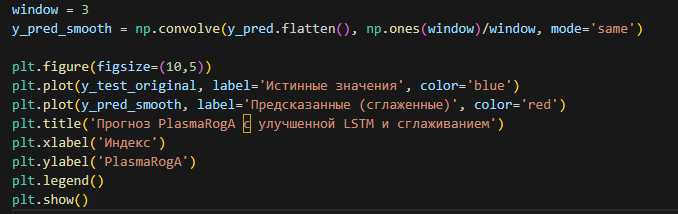 window = 3
y_pred_smooth = np.convolve(y_pred.flatten(), np.ones(window)/window, mode='same')
plt.figure(figsize=(10,5))
plt.plot(y_test_original, label='Истинные значения', color='blue')
plt.plot(y_pred_smooth, label='Предсказанные (сглаженные)', color='red')
plt.title('Прогноз PlasmaRogA с улучшенной LSTM и сглаживанием')
plt.xlabel('Индекс')
plt.ylabel('PlasmaRogA')
plt.legend()
plt.show()